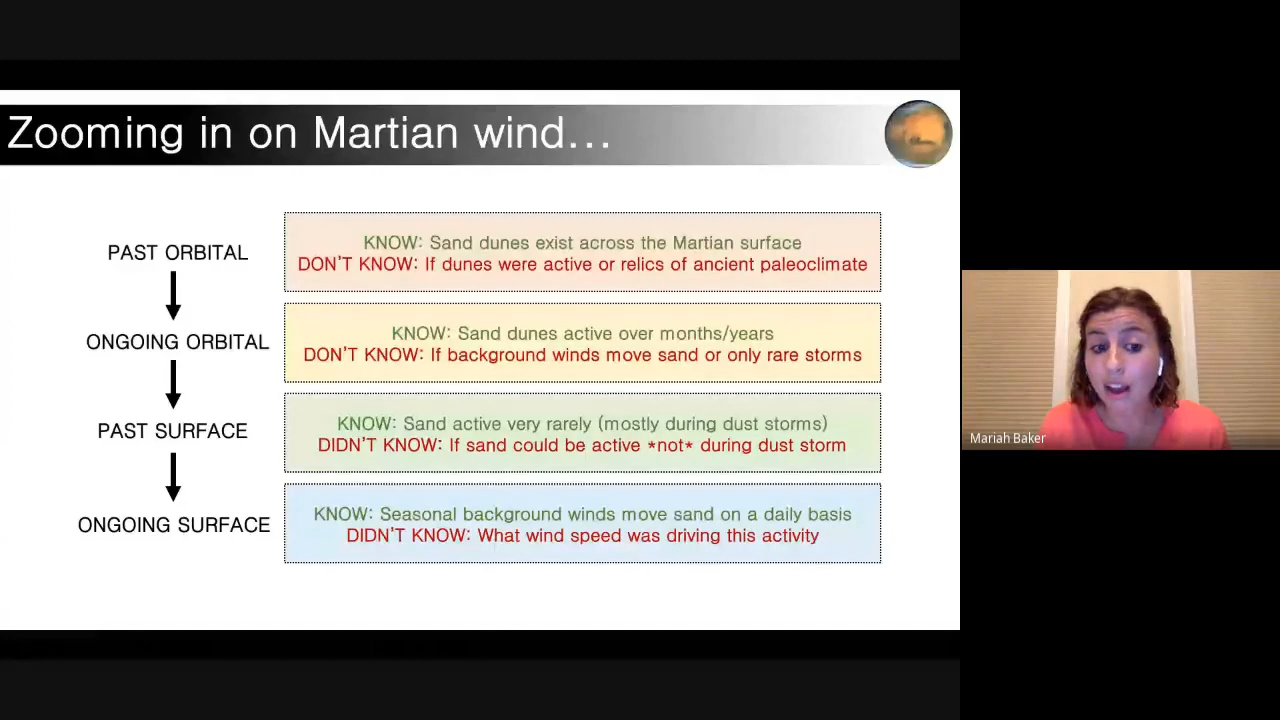 Zooming in on Martian wind...
PAST ORBITAL
KNOW: Sand dunes exist across the Martian surface
DON'T KNOW: If dunes were active or relics of ancient paleoclimate
ONGOING ORBITAL
KNOW: Sand dunes active over months/years
DON'T KNOW: If background winds move sand or only rare storms
PAST SURFACE
KNOW: Sand active very rarely (mostly during dust storms)
DIDN'T KNOW: If sand could be active *not* during dust storm
ONGOING SURFACE
KNOW: Seasonal background winds move sand on a daily basis
DIDN'T KNOW: What wind speed was driving this activity
Mariah Baker